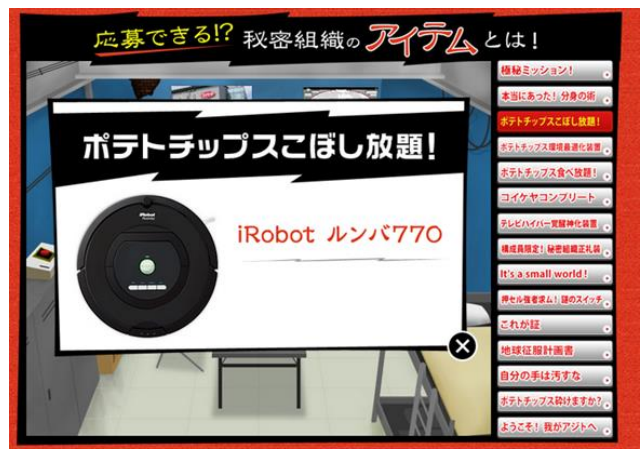 応募できる!? 秘密組織のアイテムとは！
ポテトチップスこぼし放題！
iRobot ルンバ770
極秘ミッション！
本当にあった！分身の術
ポテトチップスこぼし放題！
ポテトチップス環境最適化装置
ポテトチップス食べ放題！
コイケヤコンプリート
テレビハイパー覚醒神化装置
構成員限定！秘密組織正礼装
It's a small world！
押セル強者求ム！謎のスイッチ
これが証
地球征服計画書
自分の手は汚すな
ポテトチップス砕けますか？
ようこそ！我がアジトへ